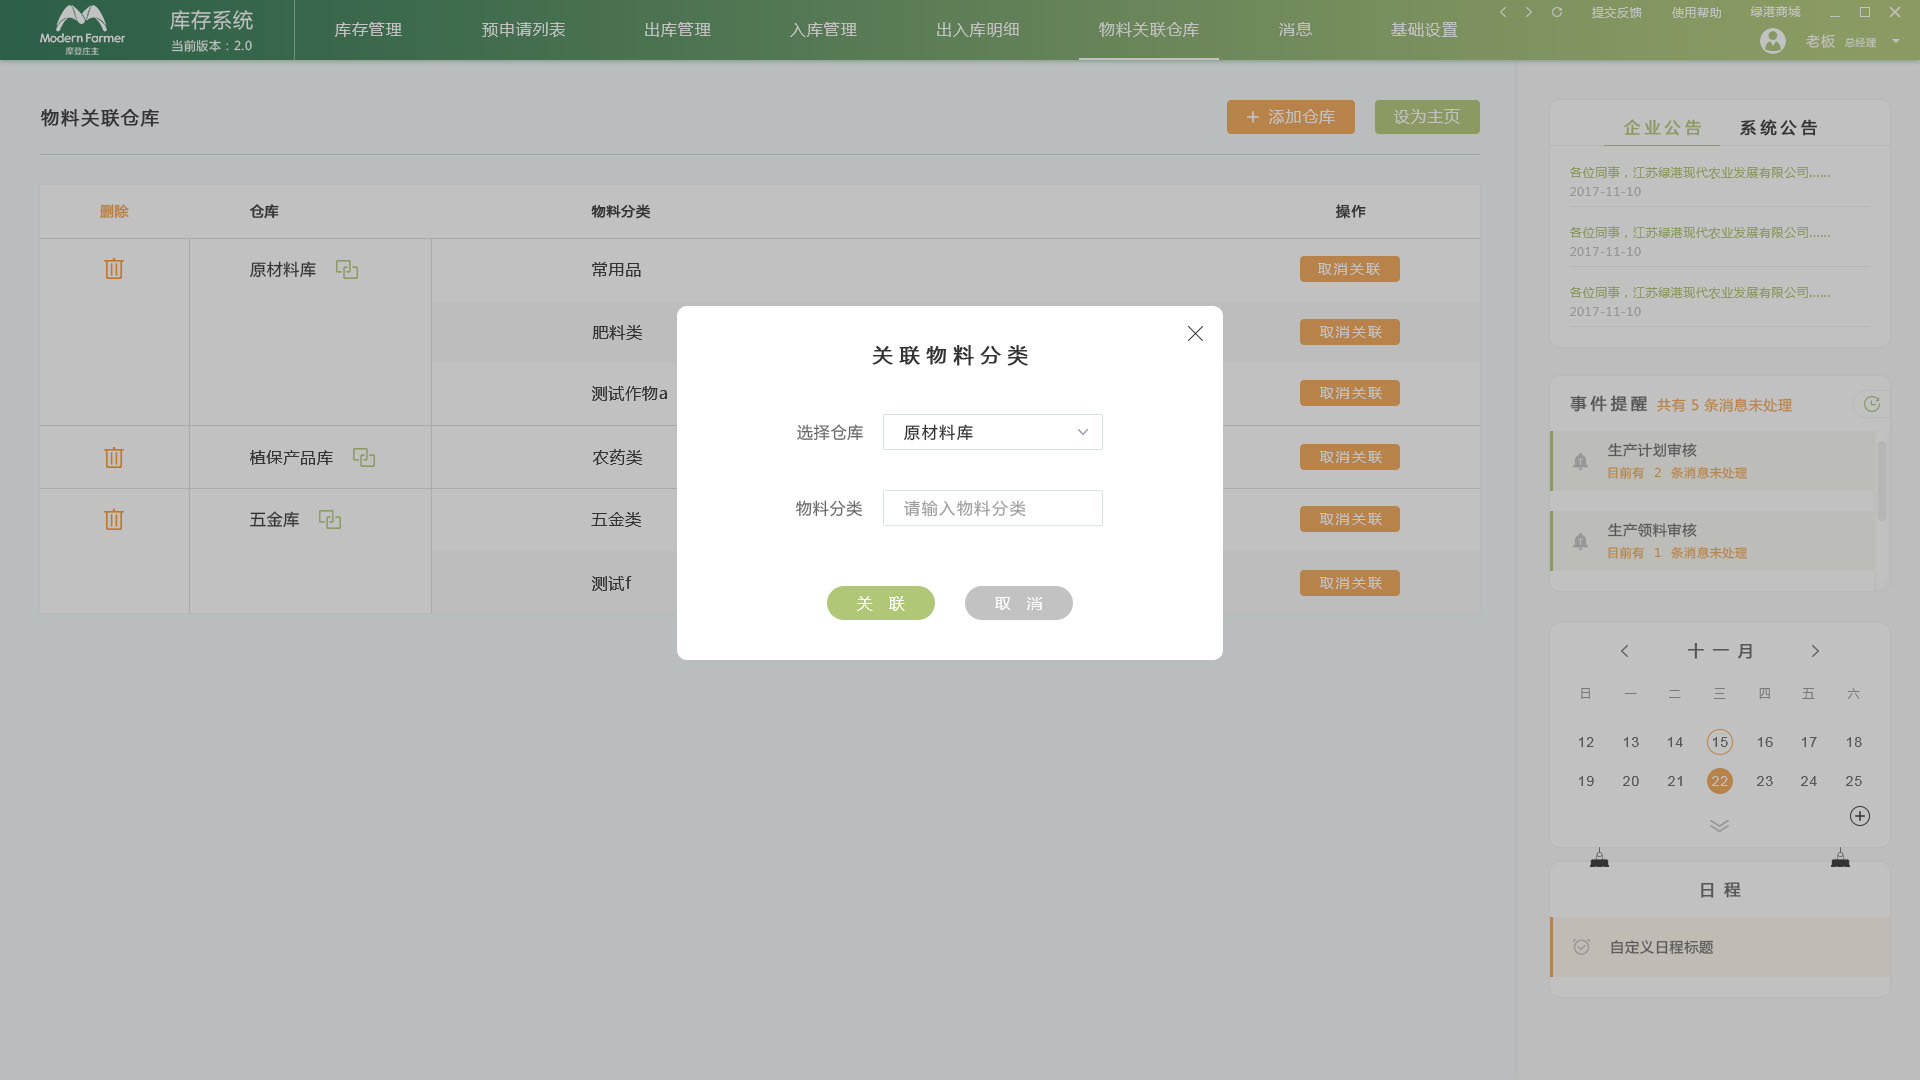 Modern Farmer
摩登庄主
库存系统
当前版本：2.0
库存管理
预申请列表
出库管理
入库管理
出入库明细
物料关联仓库
消息
基础设置
提交反馈
使用帮助
绿港商城
老板 总经理
物料关联仓库
+ 添加仓库
设为主页
删除
仓库
物料分类
操作
原材料库
常用品
取消关联
肥料类
取消关联
测试作物a
取消关联
植保产品库
农药类
取消关联
五金库
五金类
取消关联
测试f
取消关联
关联物料分类
选择仓库
原材料库
物料分类
请输入物料分类
关 联
取 消
企业公告
系统公告
各位同事，江苏绿港现代农业发展有限公司......
2017-11-10
各位同事，江苏绿港现代农业发展有限公司......
2017-11-10
各位同事，江苏绿港现代农业发展有限公司......
2017-11-10
事件提醒 共有 5 条消息未处理
生产计划审核
目前有 2 条消息未处理
生产领料审核
目前有 1 条消息未处理
十一月
日 一 二 三 四 五 六
12 13 14 15 16 17 18
19 20 21 22 23 24 25
日 程
自定义日程标题